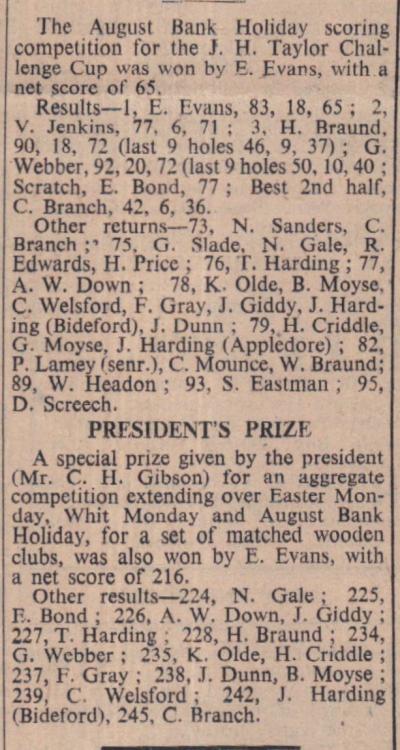 The August Bank Holiday scoring
competition for the J. H. Taylor Chal-
lenge Cup was won by E. Evans, with a
net score of 65.
Results—1, E. Evans, 83, 18, 65 ; 2,
V. Jenkins, 77, 6, 71 ; 3, H. Braund,
90, 18, 72 (last 9 holes 46, 9, 37) ; G.
Webber, 92, 20, 72 (last 9 holes 50, 10, 40 ;
Scratch, E. Bond, 77 ; Best 2nd half,
C. Branch, 42, 6, 36.
Other returns—73, N. Sanders, C.
Branch ; 75, G. Slade, N. Gale, R.
Edwards, H. Price ; 76, T. Harding ; 77,
A. W. Down ; 78, K. Olde, B. Moyse,
C. Welsford, F. Gray, J. Giddy, J. Hard-
ing (Bideford), J. Dunn ; 79, H. Criddle,
G. Moyse, J. Harding (Appledore) ; 82,
P. Lamey (senr.), C. Mounce, W. Braund;
89, W. Headon ; 93, S. Eastman ; 95,
D. Screech.
PRESIDENT'S PRIZE
A special prize given by the president
(Mr. C. H. Gibson) for an aggregate
competition extending over Easter Mon-
day, Whit Monday and August Bank
Holiday, for a set of matched wooden
clubs, was also won by E. Evans, with
a net score of 216.
Other results—224, N. Gale ; 225,
E. Bond ; 226, A. W. Down, J. Giddy ;
227, T. Harding ; 228, H. Braund ; 234,
G. Webber ; 235, K. Olde, H. Criddle ;
237, F. Gray ; 238, J. Dunn, B. Moyse ;
239, C. Welsford ; 242, J. Harding
(Bideford), 245, C. Branch.